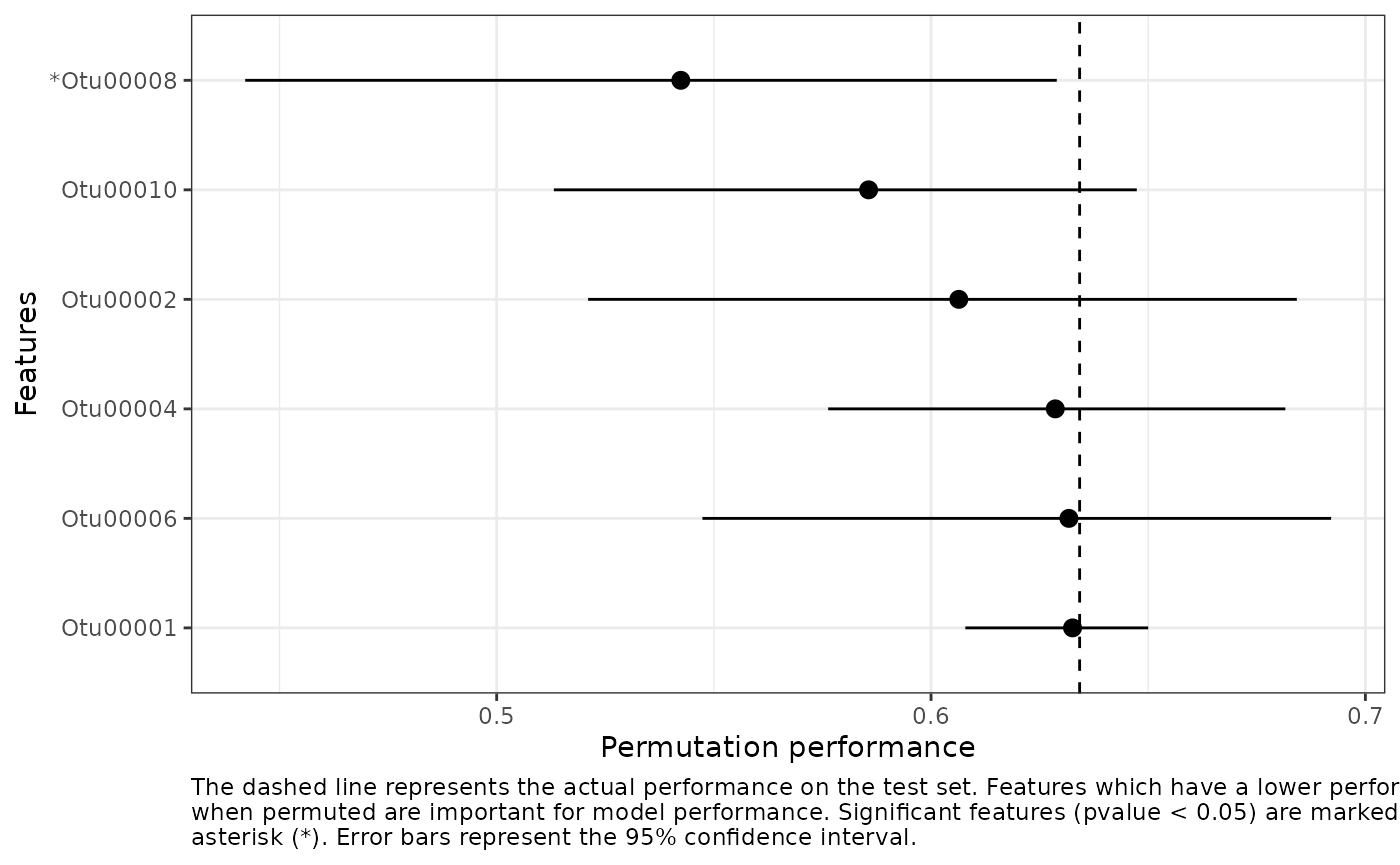 *Otu00008
Otu00010
Otu00002
Otu00004
Otu00006
Otu00001
Features
0.5 0.6 0.7
Permutation performance
The dashed line represents the actual performance on the test set. Features which have a lower perfor
when permuted are important for model performance. Significant features (pvalue < 0.05) are marked
asterisk (*). Error bars represent the 95% confidence interval.